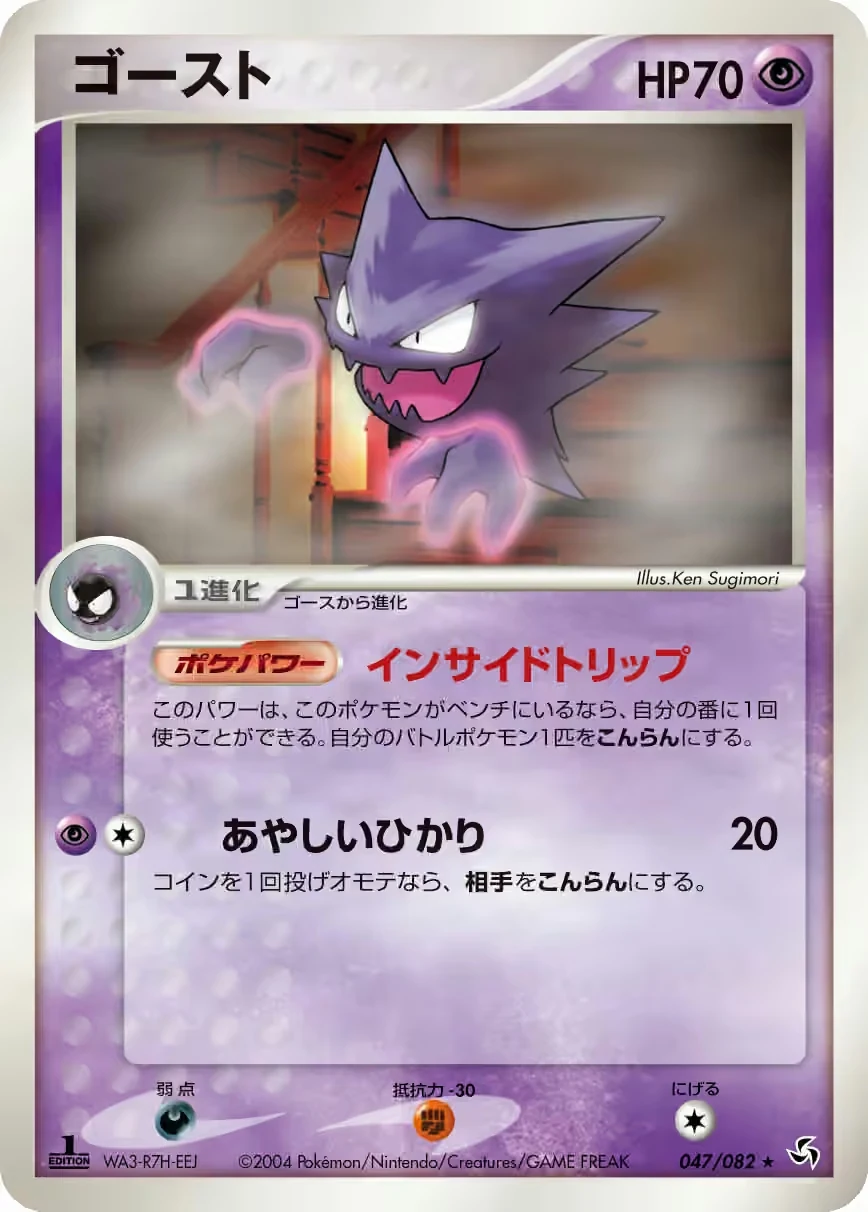 ゴースト HP70
Illus.Ken Sugimori
1進化 ゴースから進化
ポケパワー インサイドトリップ
このパワーは、このポケモンがベンチにいるなら、自分の番に1回
使うことができる。自分のバトルポケモン1匹をこんらんにする。
あやしいひかり 20
コインを1回投げオモテなら、相手をこんらんにする。
弱点 抵抗力 -30 にげる
1 EDITION WA3-R7H-EEJ ©2004 Pokémon/Nintendo/Creatures/GAME FREAK 047/082 ★